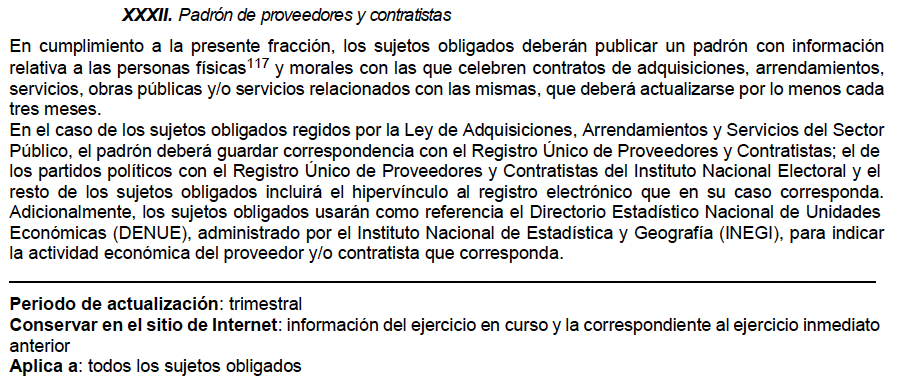 XXXII. Padrón de proveedores y contratistas
En cumplimiento a la presente fracción, los sujetos obligados deberán publicar un padrón con información
relativa a las personas físicas117 y morales con las que celebren contratos de adquisiciones, arrendamientos,
servicios, obras públicas y/o servicios relacionados con las mismas, que deberá actualizarse por lo menos cada
tres meses.
En el caso de los sujetos obligados regidos por la Ley de Adquisiciones, Arrendamientos y Servicios del Sector
Público, el padrón deberá guardar correspondencia con el Registro Único de Proveedores y Contratistas; el de
los partidos políticos con el Registro Único de Proveedores y Contratistas del Instituto Nacional Electoral y el
resto de los sujetos obligados incluirá el hipervínculo al registro electrónico que en su caso corresponda.
Adicionalmente, los sujetos obligados usarán como referencia el Directorio Estadístico Nacional de Unidades
Económicas (DENUE), administrado por el Instituto Nacional de Estadística y Geografía (INEGI), para indicar
la actividad económica del proveedor y/o contratista que corresponda.
Periodo de actualización: trimestral
Conservar en el sitio de Internet: información del ejercicio en curso y la correspondiente al ejercicio inmediato
anterior
Aplica a: todos los sujetos obligados